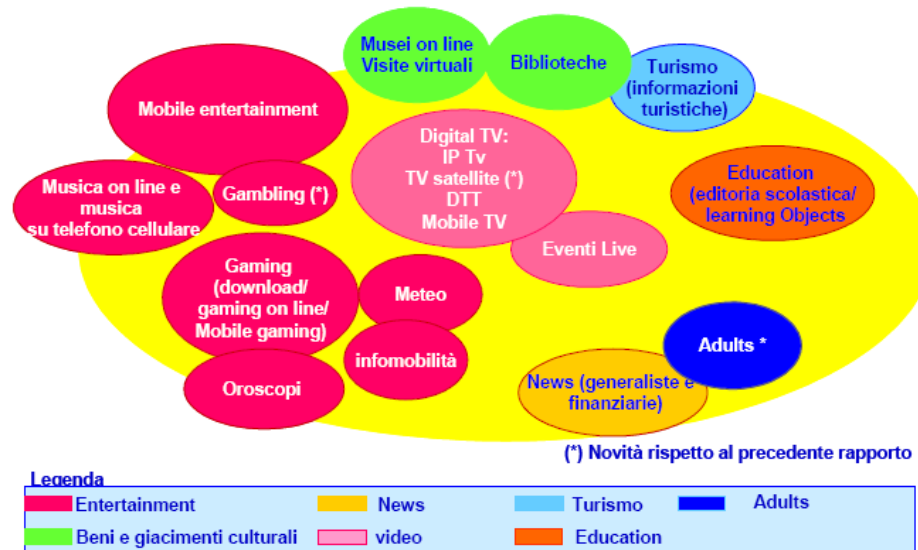 Musei on line
Visite virtuali
Biblioteche
Turismo
(informazioni
turistiche)
Mobile entertainment
Digital TV:
IP Tv
TV satellite (*)
DTT
Mobile TV
Education
(editoria scolastica/
learning Objects
Musica on line e
musica
su telefono cellulare
Gambling (*)
Eventi Live
Gaming
(download/
gaming on line/
Mobile gaming)
Meteo
infomobilità
Adults *
Oroscopi
News (generaliste e
finanziarie)
(*) Novità rispetto al precedente rapporto
Legenda
Entertainment
News
Turismo
Adults
Beni e giacimenti culturali
video
Education